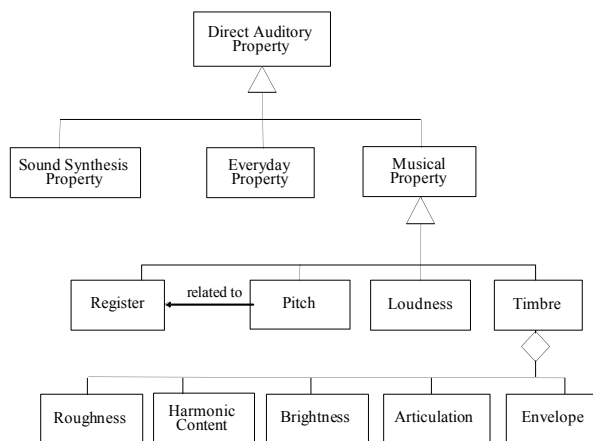 Direct Auditory
Property
Sound Synthesis
Property
Everyday
Property
Musical
Property
Register
related to
Pitch
Loudness
Timbre
Roughness
Harmonic
Content
Brightness
Articulation
Envelope